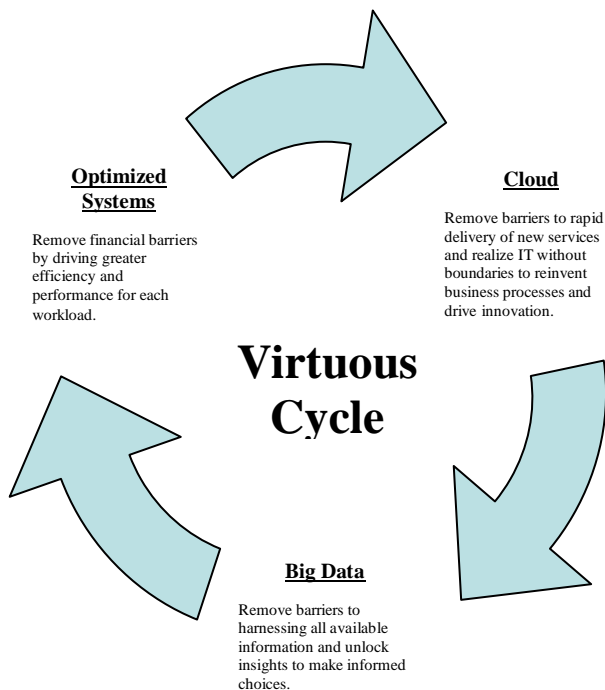 Optimized
Systems
Remove financial barriers
by driving greater
efficiency and
performance for each
workload.
Cloud
Remove barriers to rapid
delivery of new services
and realize IT without
boundaries to reinvent
business processes and
drive innovation.
Virtuous
Cycle
Big Data
Remove barriers to
harnessing all available
information and unlock
insights to make informed
choices.